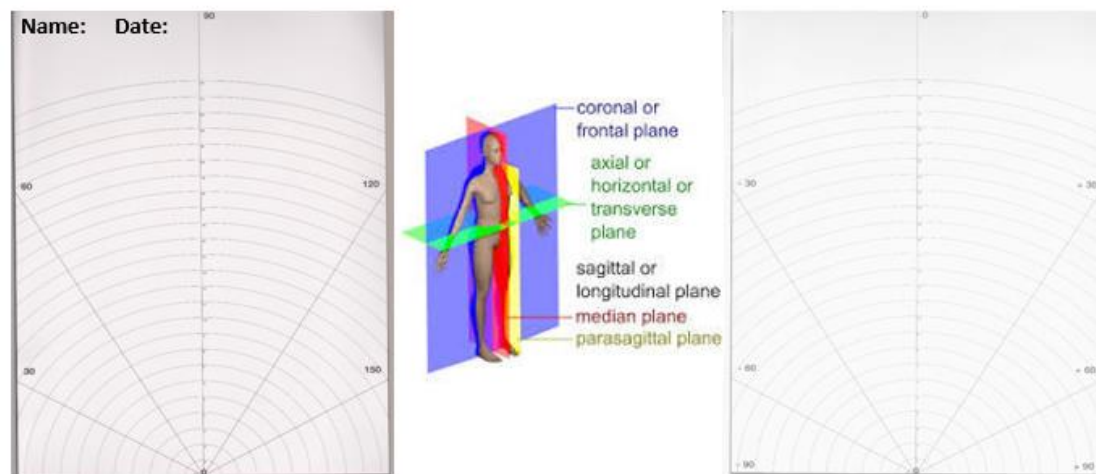 Name: Date:
90
60
120
30
150
0
coronal or
frontal plane
axial or
horizontal or
transverse
plane
sagittal or
longitudinal plane
median plane
parasagittal plane
0
- 30
+ 30
- 60
+ 60
- 90
+ 90
0